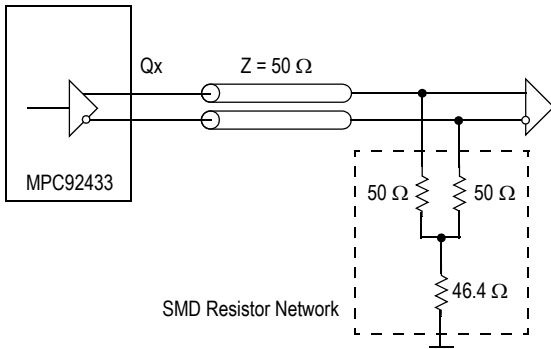 Qx
Z = 50 Ω
MPC92433
50 Ω
50 Ω
46.4 Ω
SMD Resistor Network